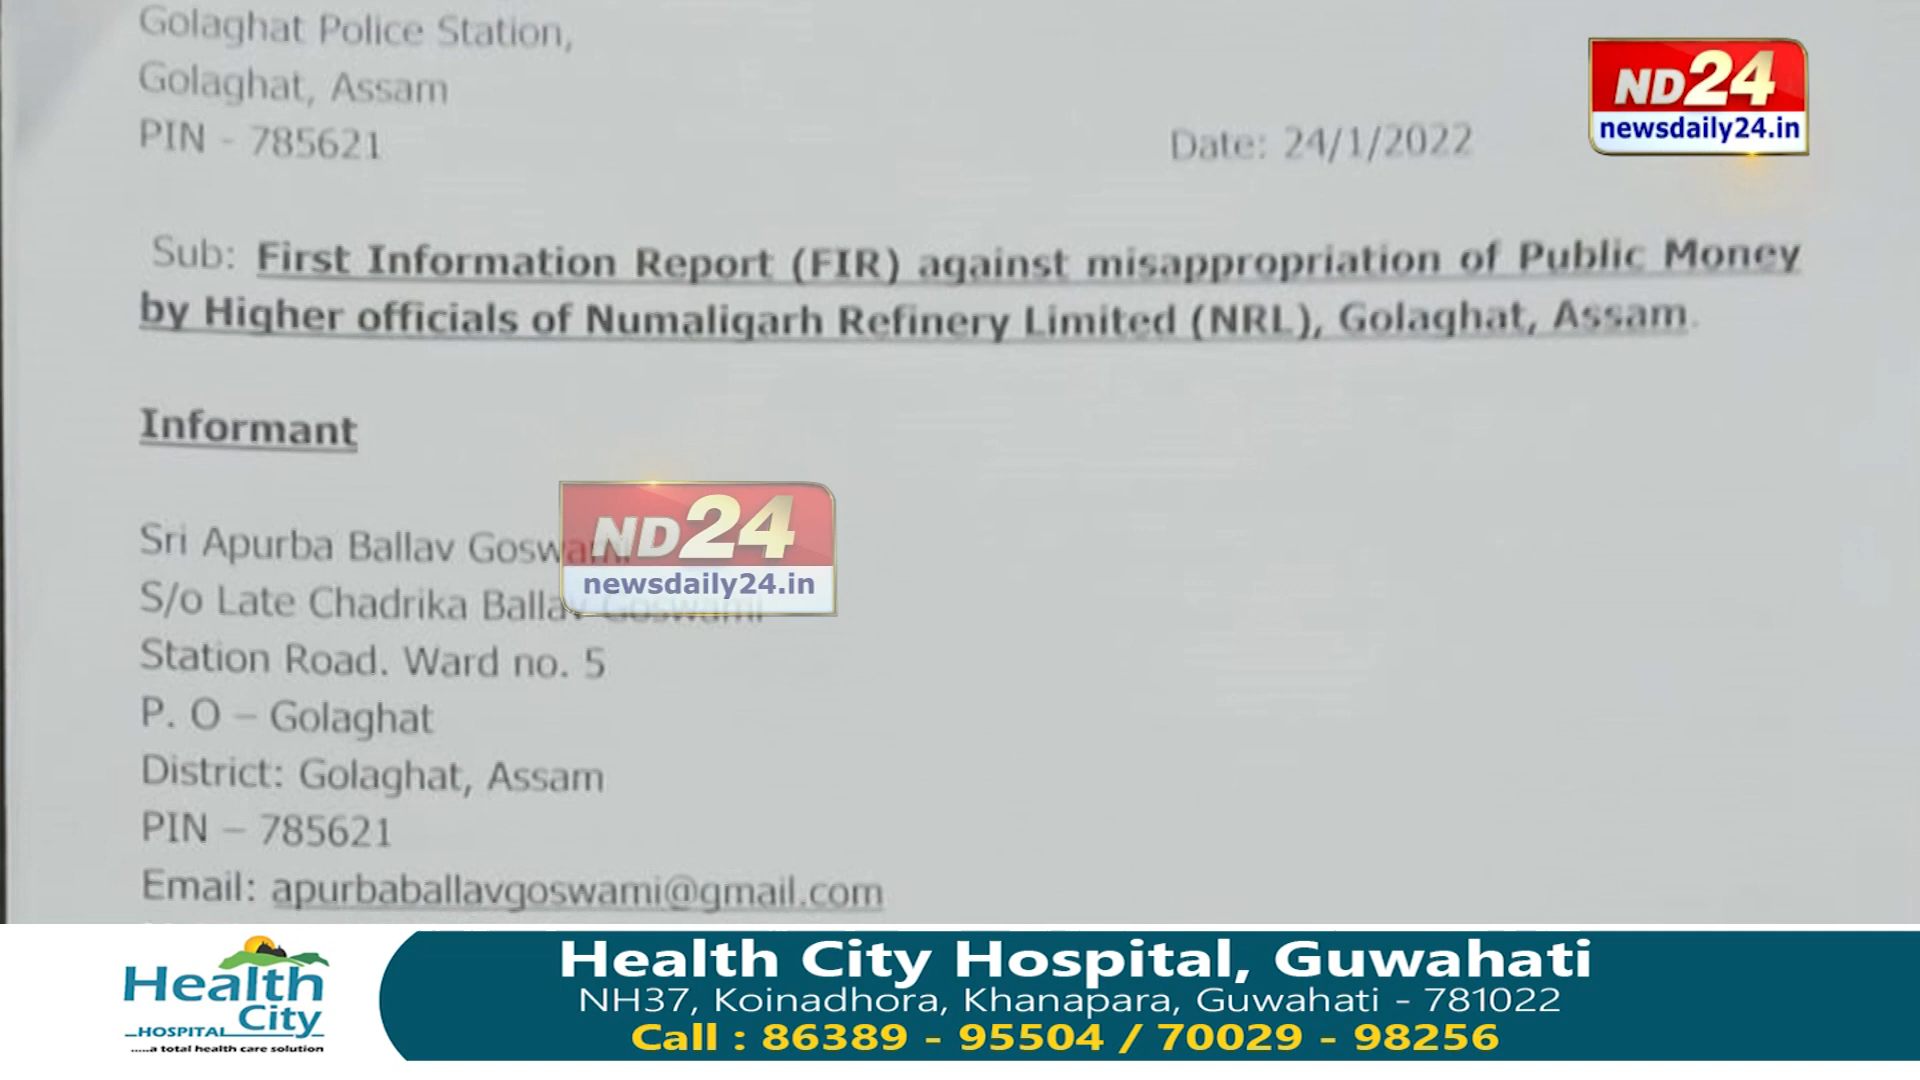 Golaghat Police Station,
Golaghat, Assam
PIN - 785621
Date: 24/1/2022
ND24
newsdaily24.in
Sub: First Information Report (FIR) against misappropriation of Public Money
by Higher officials of Numaligarh Refinery Limited (NRL), Golaghat, Assam.
Informant
Sri Apurba Ballav Goswami
S/o Late Chadrika Ballav Goswami
ND24
newsdaily24.in
Station Road. Ward no. 5
P. O – Golaghat
District: Golaghat, Assam
PIN – 785621
Email: apurbaballavgoswami@gmail.com
Health City
HOSPITAL
.....a total health care solution
Health City Hospital, Guwahati
NH37, Koinadhora, Khanapara, Guwahati - 781022
Call : 86389 - 95504 / 70029 - 98256